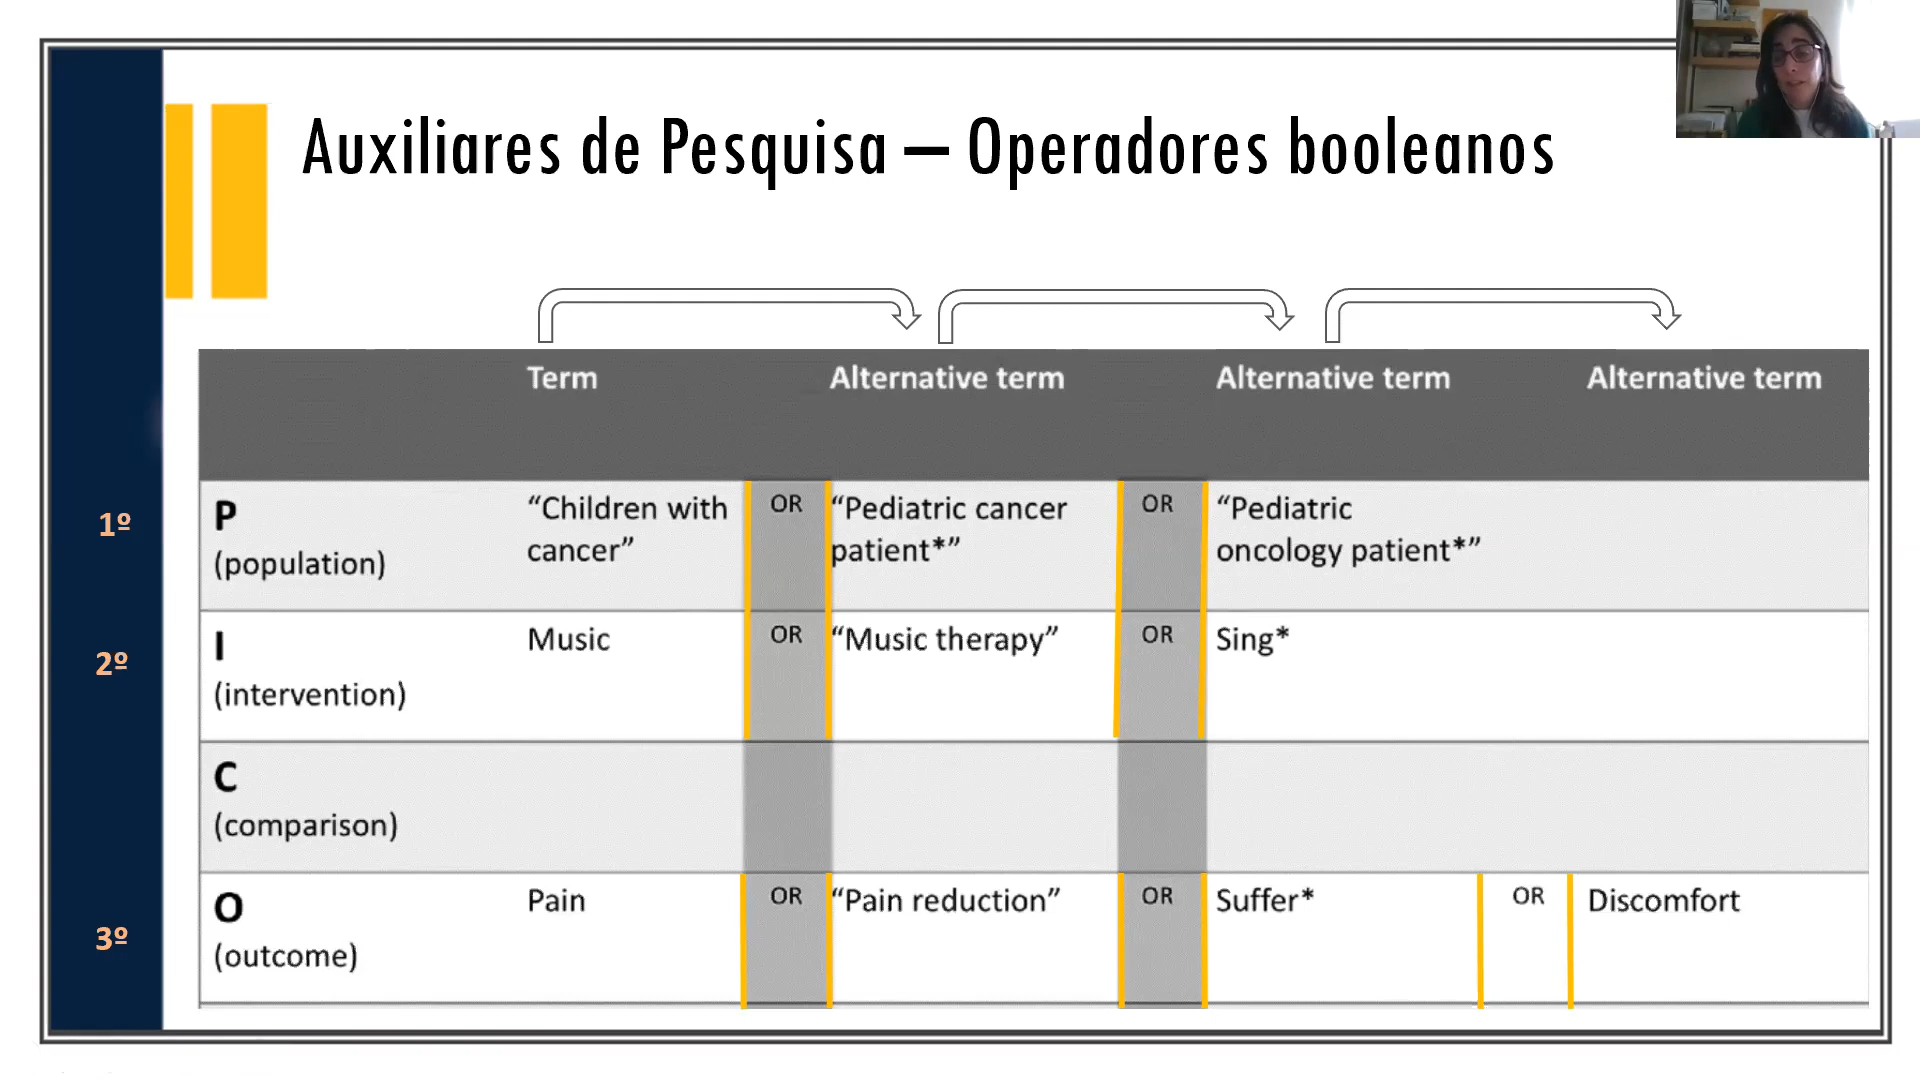 Auxiliares de Pesquisa – Operadores booleanos
Term Alternative term Alternative term Alternative term
1º
P
(population)
“Children with
cancer”
OR
“Pediatric cancer
patient*”
OR
“Pediatric
oncology patient*”
2º
I
(intervention)
Music
OR
“Music therapy”
OR
Sing*
C
(comparison)
3º
O
(outcome)
Pain
OR
“Pain reduction”
OR
Suffer*
OR
Discomfort